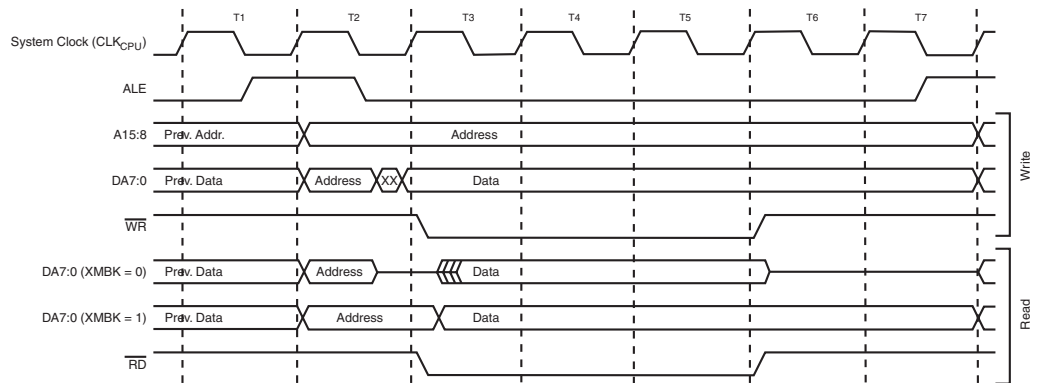 T1 T2 T3 T4 T5 T6 T7
System Clock (CLKCPU)
ALE
A15:8 Prev. Addr. Address
DA7:0 Prev. Data Address XX Data
WR
DA7:0 (XMBK = 0) Prev. Data Address Data
DA7:0 (XMBK = 1) Prev. Data Address Data
RD
Write
Read